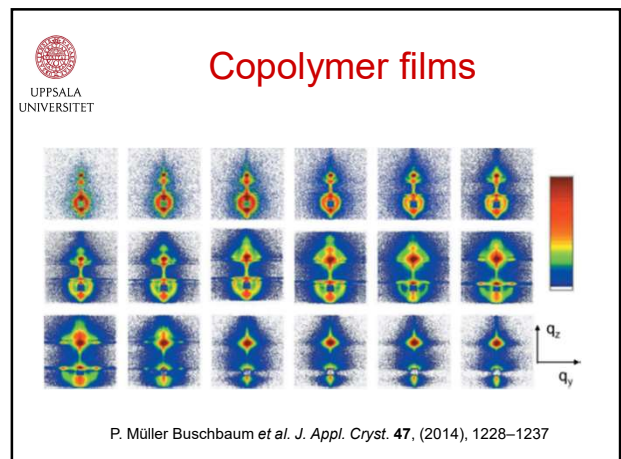 Copolymer films
UPPSALA
UNIVERSITET
qz
qy
P. Müller Buschbaum et al. J. Appl. Cryst. 47, (2014), 1228–1237